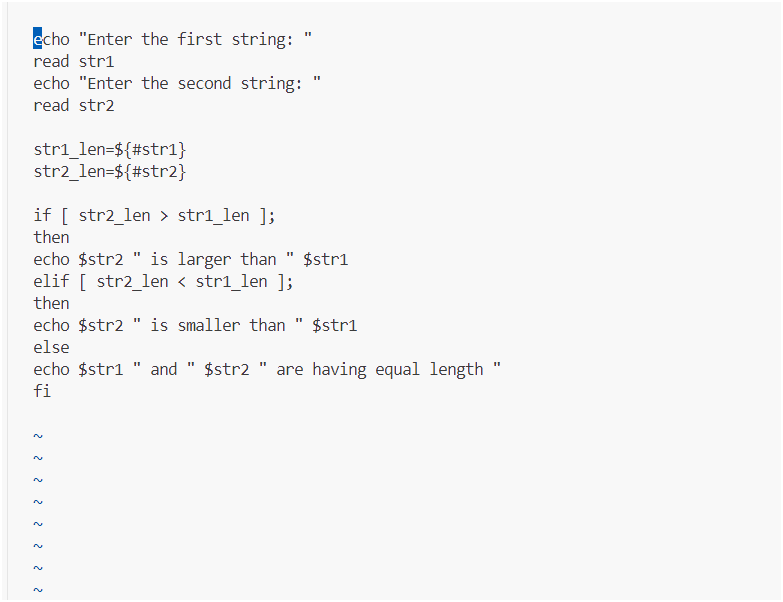 echo "Enter the first string: "
read str1
echo "Enter the second string: "
read str2

str1_len=${#str1}
str2_len=${#str2}

if [ str2_len > str1_len ];
then
echo $str2 " is larger than " $str1
elif [ str2_len < str1_len ];
then
echo $str2 " is smaller than " $str1
else
echo $str1 " and " $str2 " are having equal length "
fi

~
~
~
~
~
~
~
~